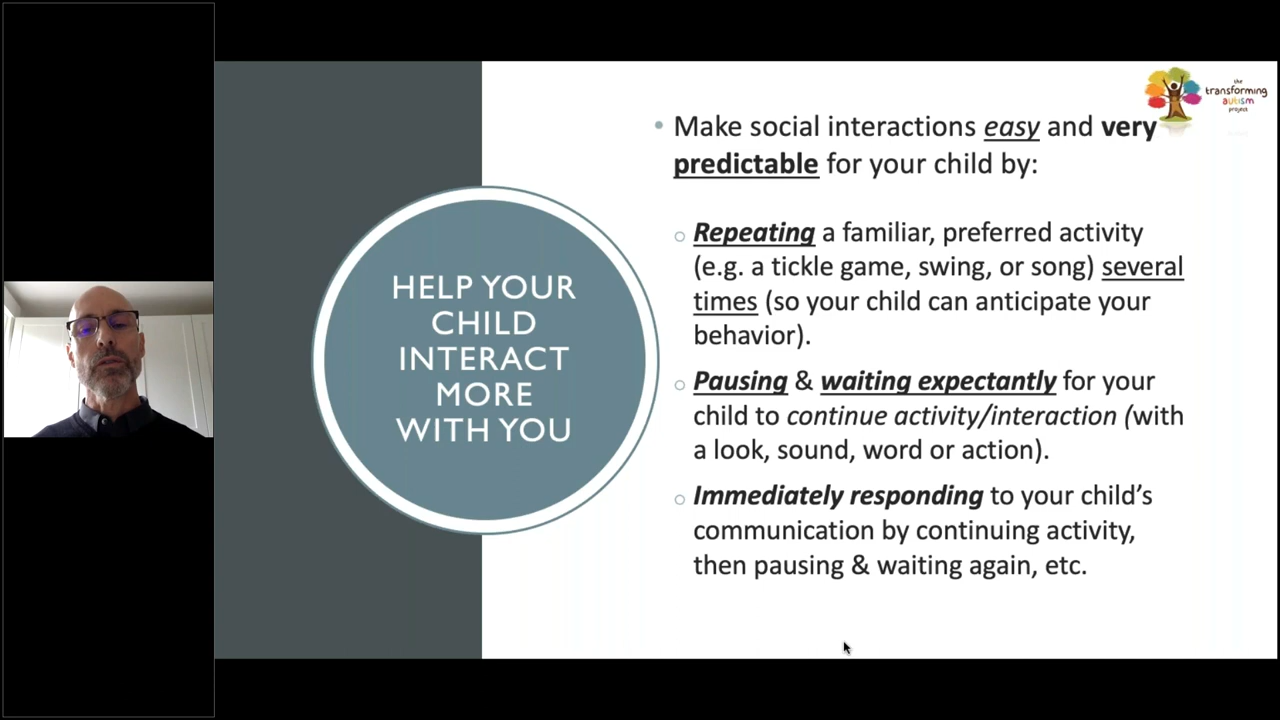 the
transforming
autism
project
• Make social interactions easy and very
predictable for your child by:
○ Repeating a familiar, preferred activity
(e.g. a tickle game, swing, or song) several
times (so your child can anticipate your
behavior).
○ Pausing & waiting expectantly for your
child to continue activity/interaction (with
a look, sound, word or action).
○ Immediately responding to your child’s
communication by continuing activity,
then pausing & waiting again, etc.
HELP YOUR
CHILD
INTERACT
MORE
WITH YOU